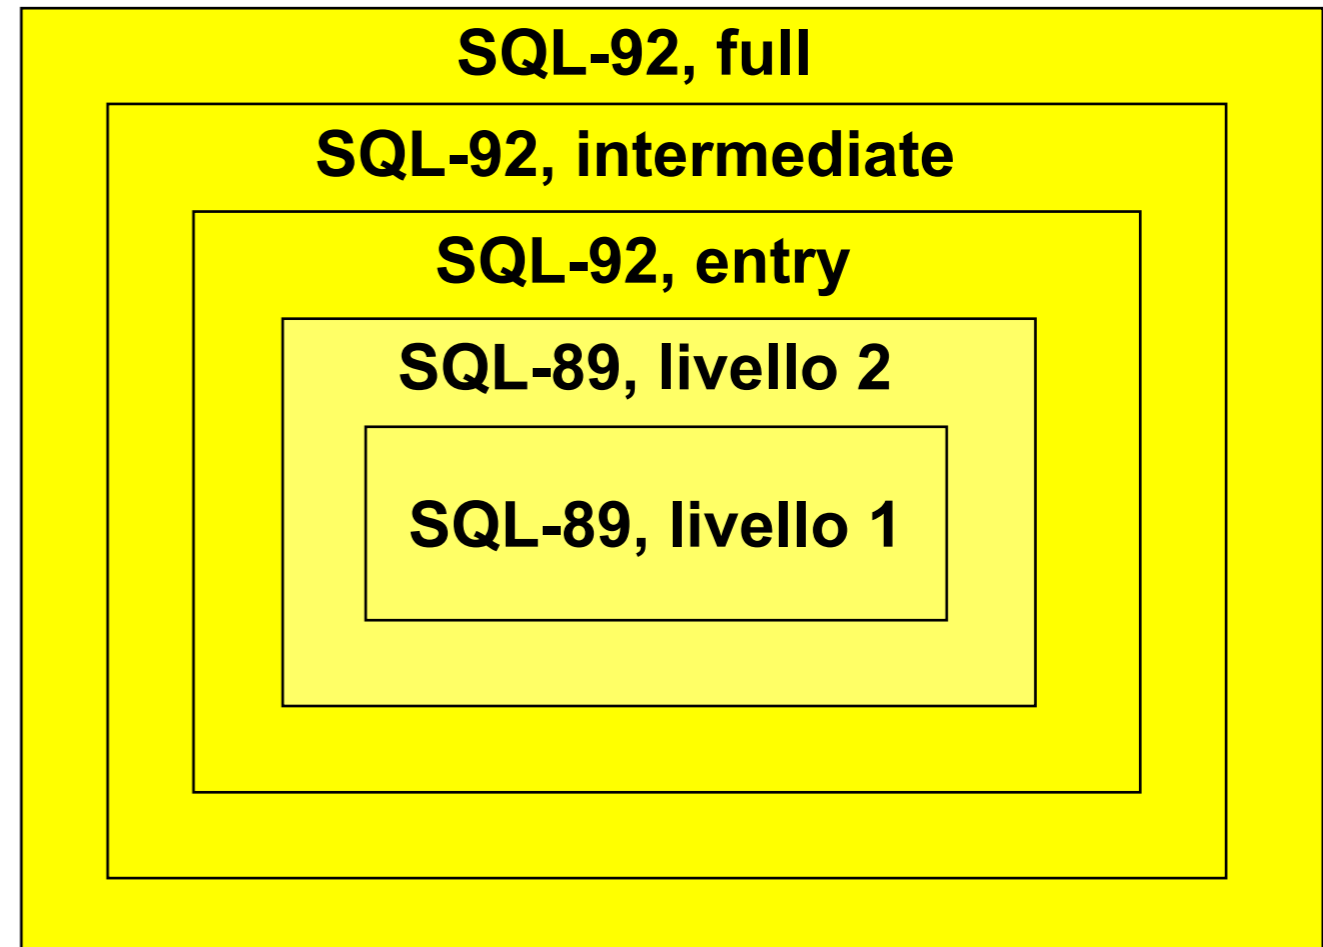 SQL-92, full
SQL-92, intermediate
SQL-92, entry
SQL-89, livello 2
SQL-89, livello 1